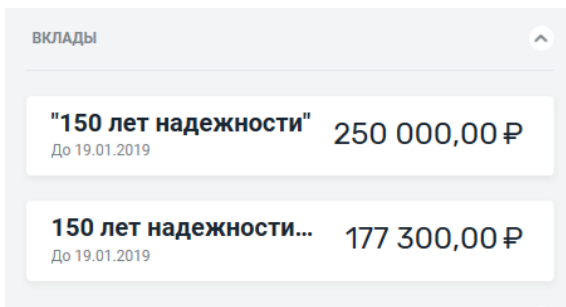 ВКЛАДЫ
"150 лет надежности" 250 000,00 ₽
До 19.01.2019
150 лет надежности... 177 300,00 ₽
До 19.01.2019